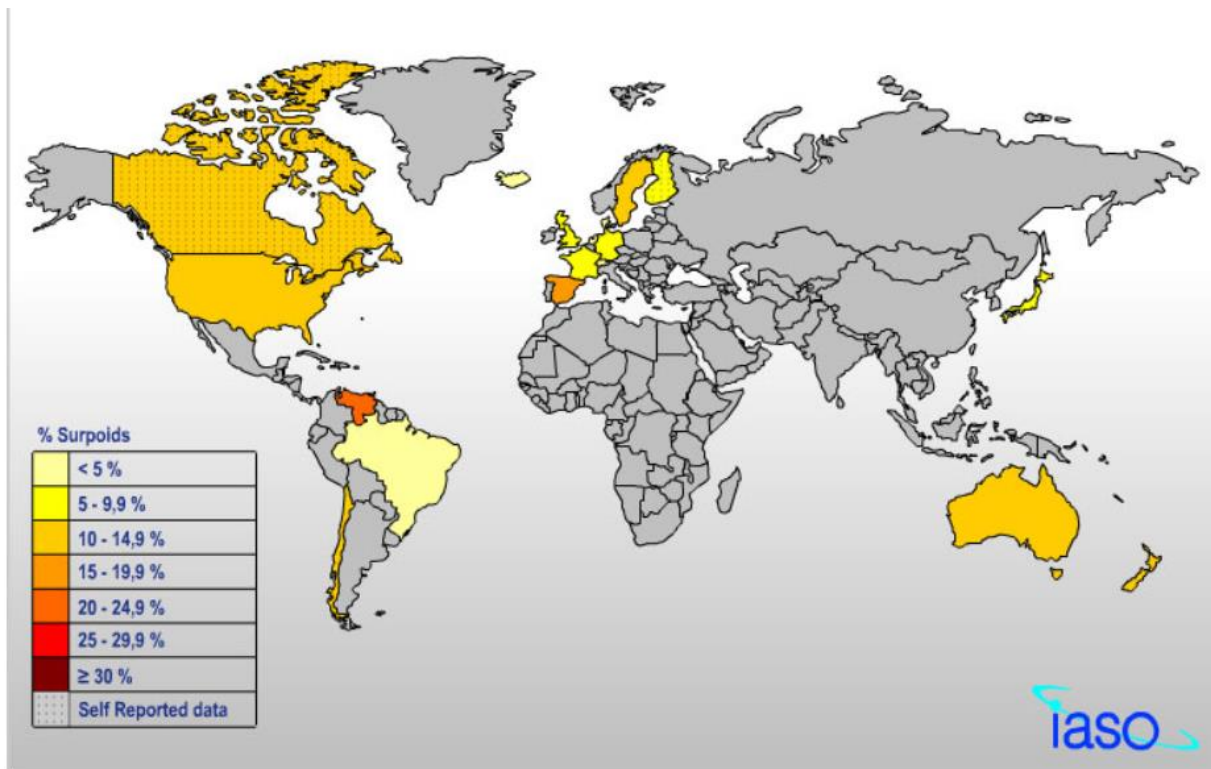 % Surpoids
< 5 %
5 - 9,9 %
10 - 14,9 %
15 - 19,9 %
20 - 24,9 %
25 - 29,9 %
≥ 30 %
Self Reported data
iaso